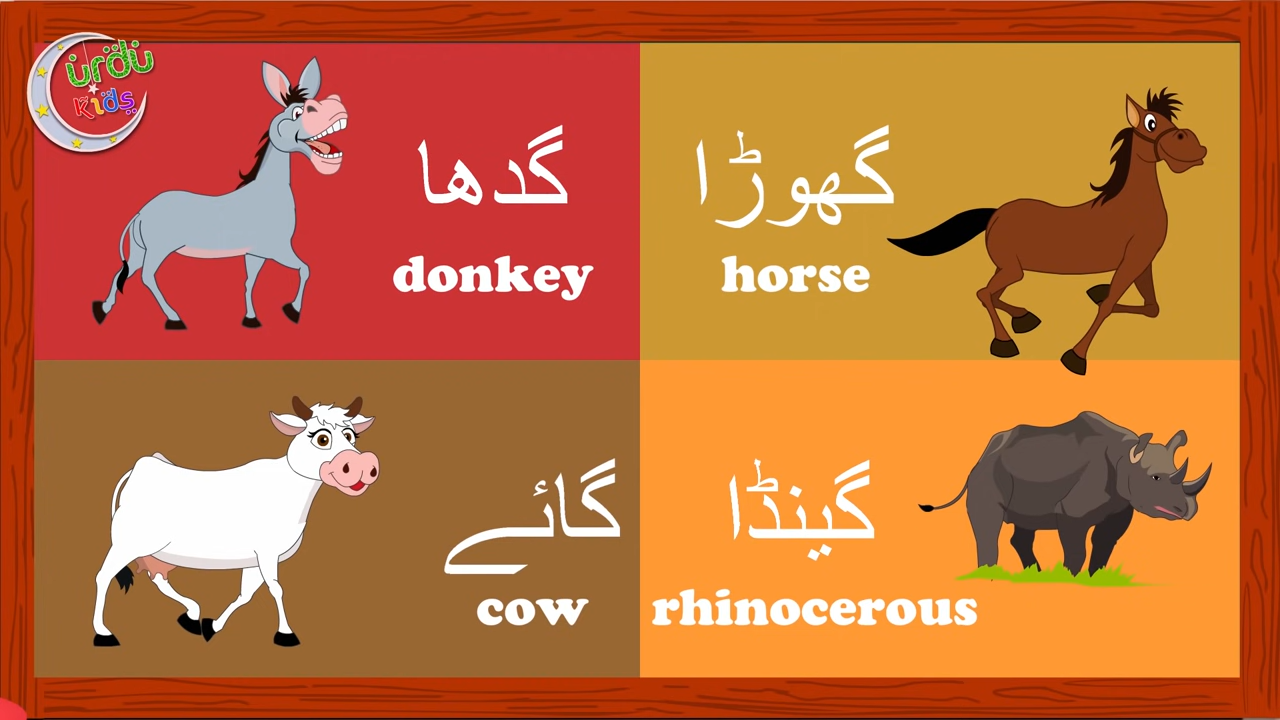 urdu
Kids
گدھا
donkey
گھوڑا
horse
گائے
cow
گینڈا
rhinocerous